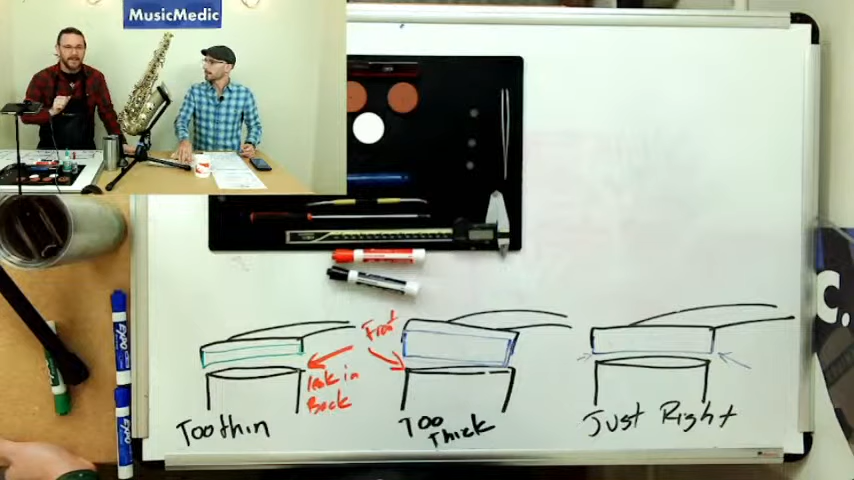 MusicMedic
Front
leak in
Back
Too thin
Too
Thick
Just Right
EXPO
EXPO
c.